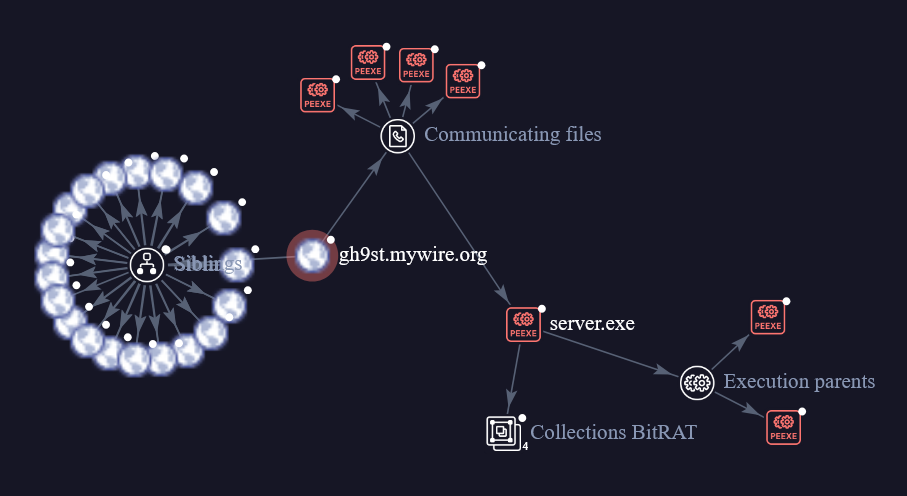 PEEXE
PEEXE
PEEXE
PEEXE
Communicating files
Siblings
gh9st.mywire.org
PEEXE
server.exe
PEEXE
Execution parents
PEEXE
4
Collections BitRAT